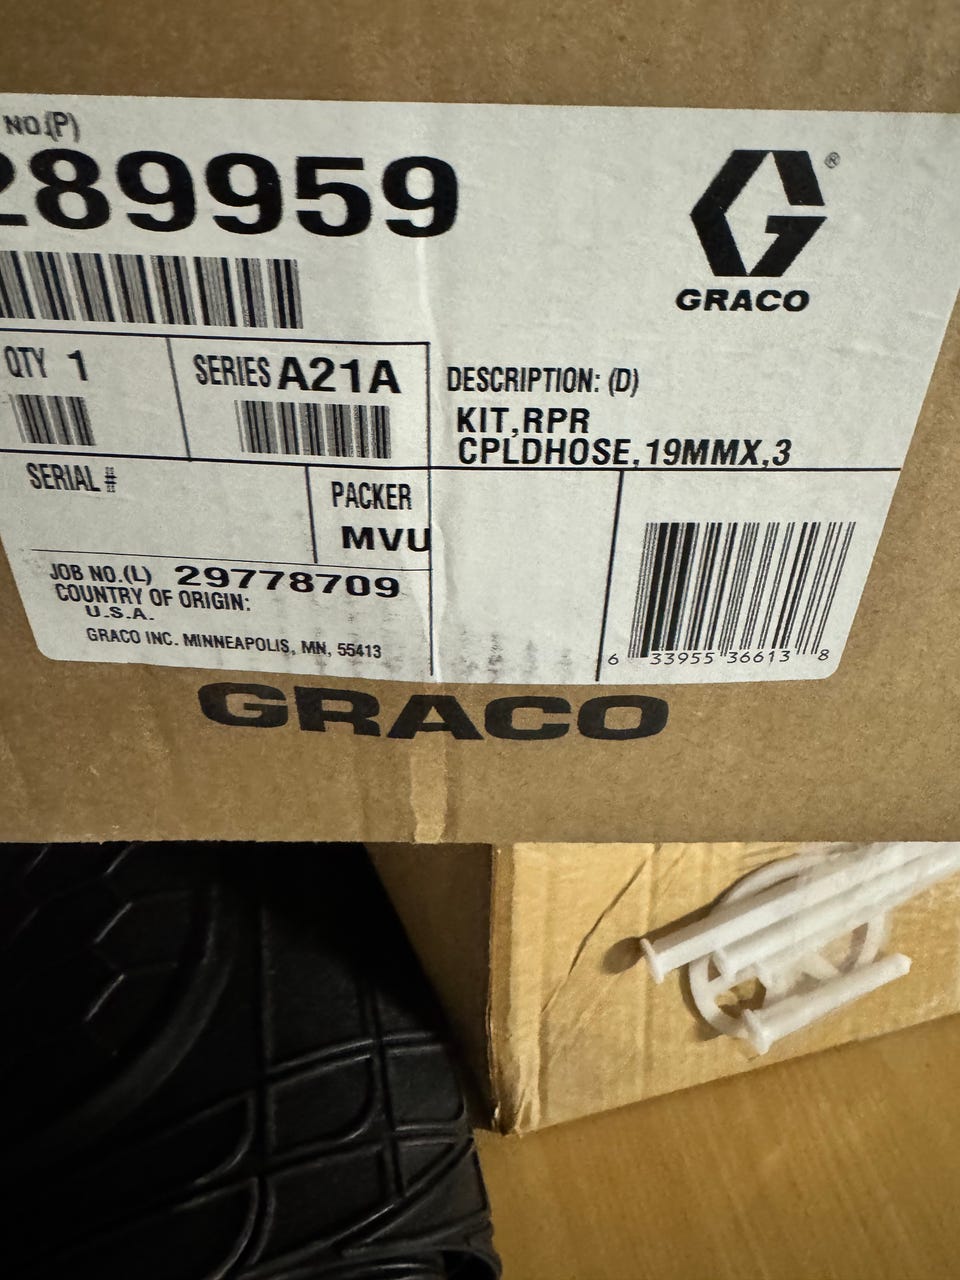 NO.(P)
289959
®
GRACO
QTY 1
SERIES A21A
DESCRIPTION: (D)
KIT,RPR
CPLDHOSE,19MMX,3
SERIAL #
PACKER
MVU
JOB NO.(L) 29778709
COUNTRY OF ORIGIN:
U.S.A.
GRACO INC. MINNEAPOLIS, MN, 55413
6 33955 36613 8
GRACO